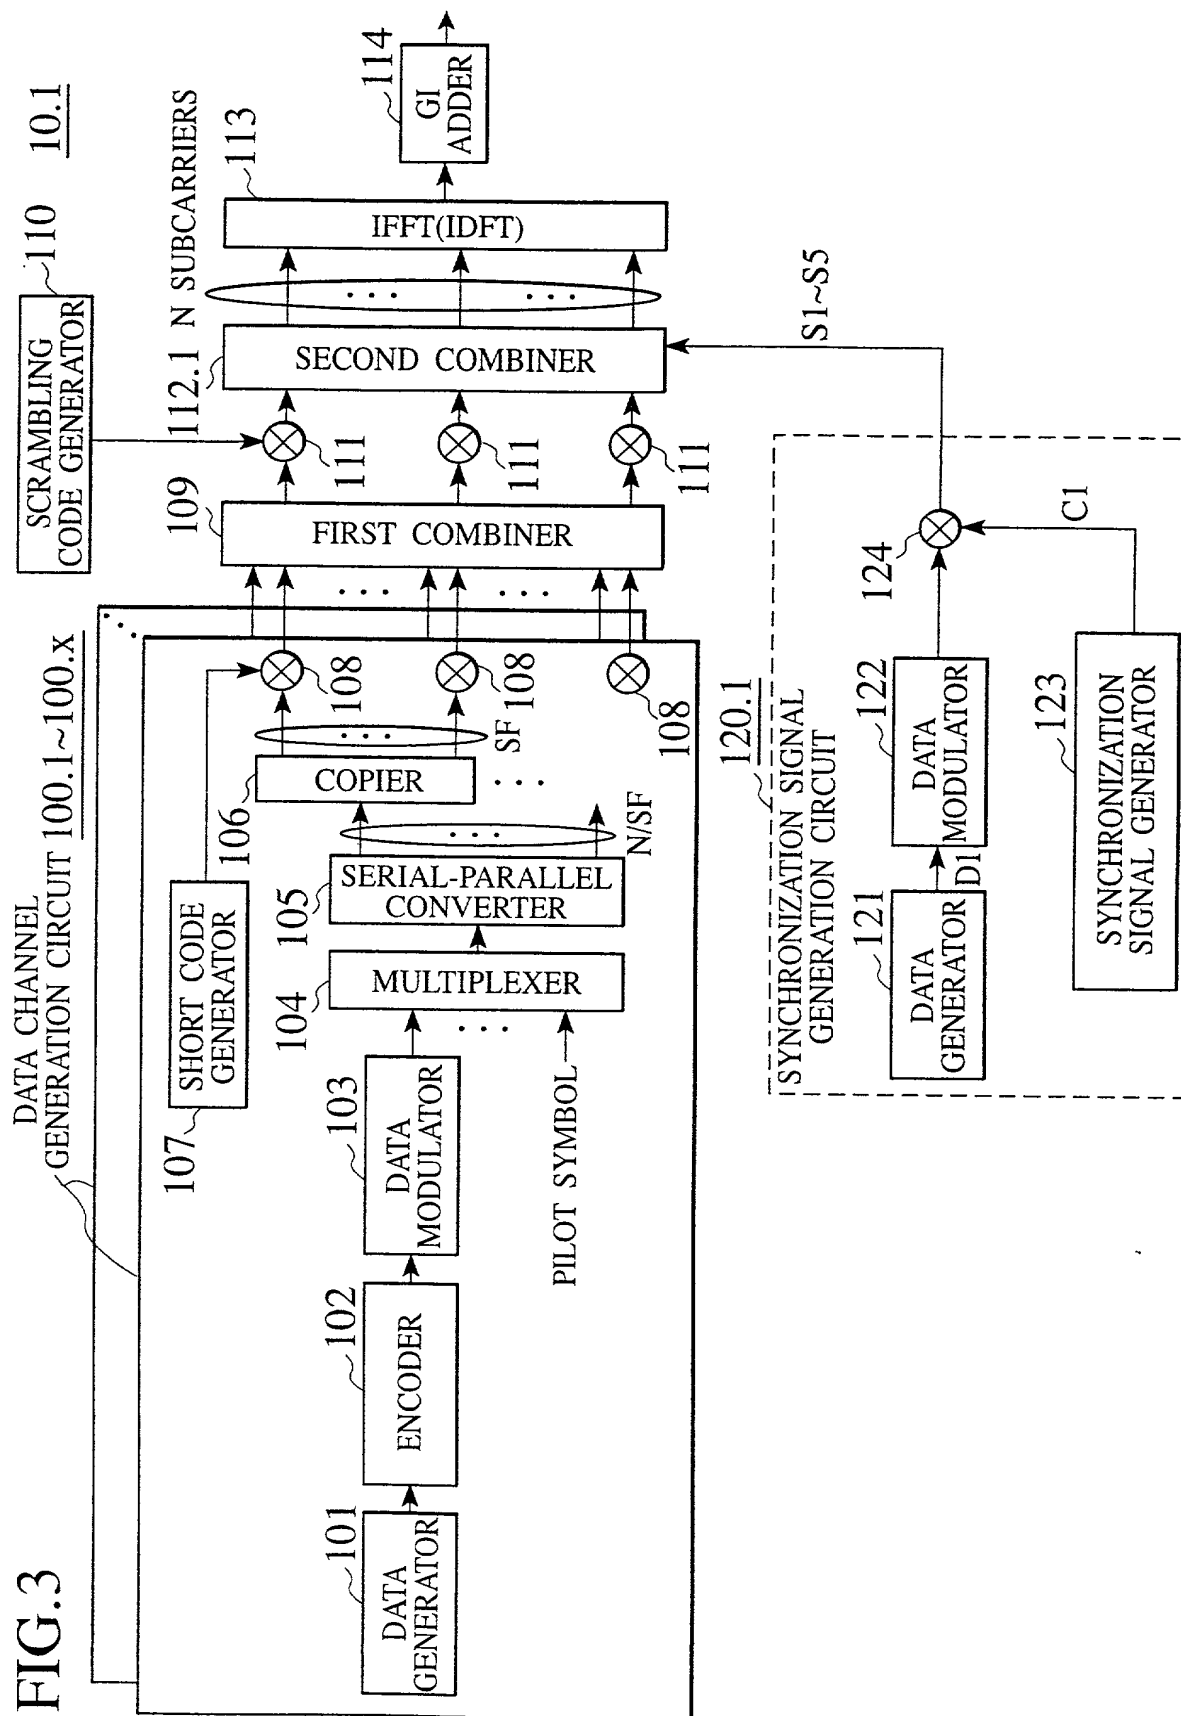 FIG.3
10.1
DATA CHANNEL
GENERATION CIRCUIT 100.1~100.x
101
DATA
GENERATOR
102
ENCODER
103
DATA
MODULATOR
PILOT SYMBOL
104
MULTIPLEXER
105
SERIAL-PARALLEL
CONVERTER
N/SF
106
COPIER
SF
107
SHORT CODE
GENERATOR
108
108
108
109
FIRST COMBINER
SCRAMBLING
CODE GENERATOR
110
111
111
111
112.1
SECOND COMBINER
N SUBCARRIERS
113
IFFT(IDFT)
114
GI
ADDER
S1~S5
120.1
SYNCHRONIZATION SIGNAL
GENERATION CIRCUIT
121
DATA
GENERATOR
D1
122
DATA
MODULATOR
123
SYNCHRONIZATION
SIGNAL GENERATOR
124
C1